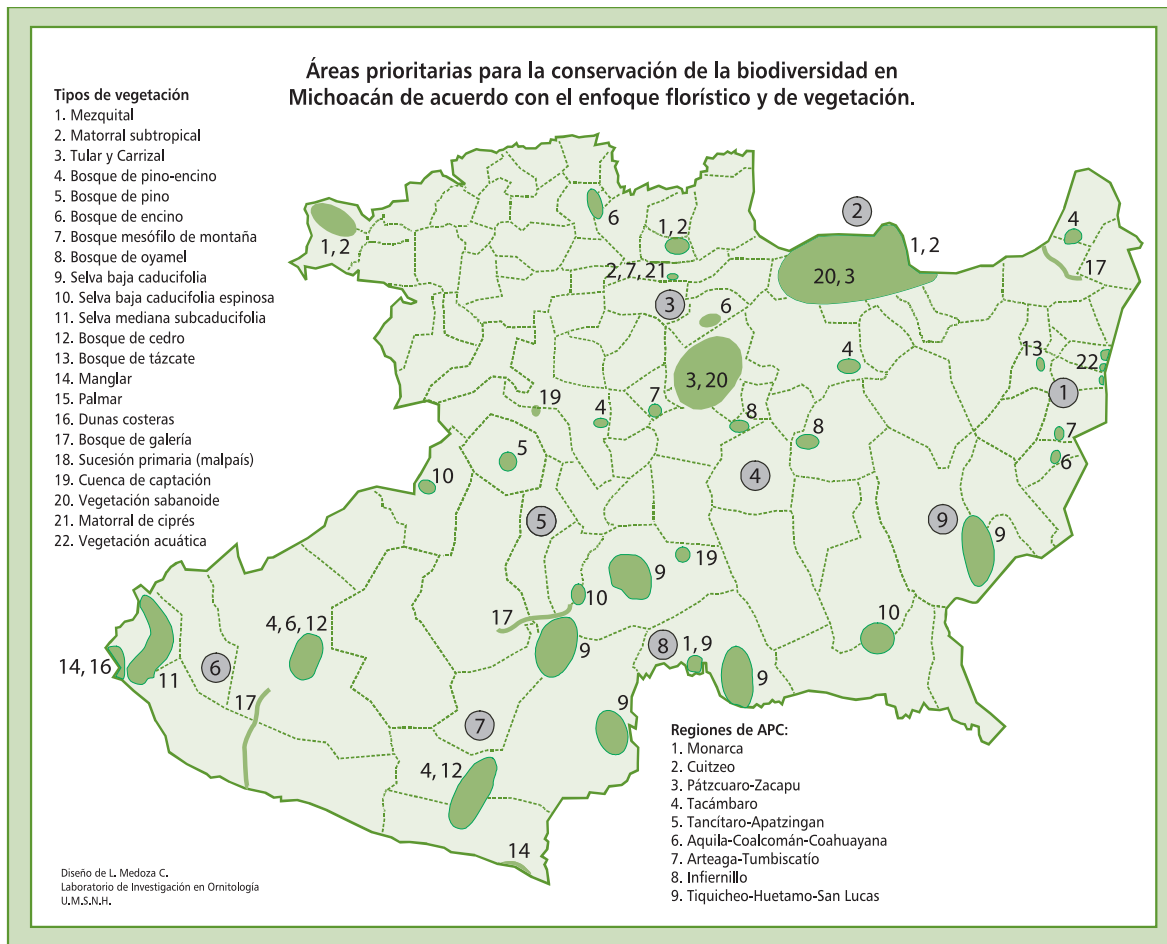 Áreas prioritarias para la conservación de la biodiversidad en
Michoacán de acuerdo con el enfoque florístico y de vegetación.
Tipos de vegetación
1. Mezquital
2. Matorral subtropical
3. Tular y Carrizal
4. Bosque de pino-encino
5. Bosque de pino
6. Bosque de encino
7. Bosque mesófilo de montaña
8. Bosque de oyamel
9. Selva baja caducifolia
10. Selva baja caducifolia espinosa
11. Selva mediana subcaducifolia
12. Bosque de cedro
13. Bosque de tázcate
14. Manglar
15. Palmar
16. Dunas costeras
17. Bosque de galería
18. Sucesión primaria (malpaís)
19. Cuenca de captación
20. Vegetación sabanoide
21. Matorral de ciprés
22. Vegetación acuática
1, 2
6
1, 2
2
1, 2
4
17
2, 7, 21
20, 3
3
6
4
13
22
3, 20
1
19
4
7
8
8
7
6
5
10
4
5
9
9
19
9
10
17
10
4, 6, 12
9
8
1, 9
9
14, 16
11
6
17
9
7
4, 12
14
Regiones de APC:
1. Monarca
2. Cuitzeo
3. Pátzcuaro-Zacapu
4. Tacámbaro
5. Tancítaro-Apatzingan
6. Aquila-Coalcomán-Coahuayana
7. Arteaga-Tumbiscatío
8. Infiernillo
9. Tiquicheo-Huetamo-San Lucas
Diseño de L. Medoza C.
Laboratorio de Investigación en Ornitología
U.M.S.N.H.